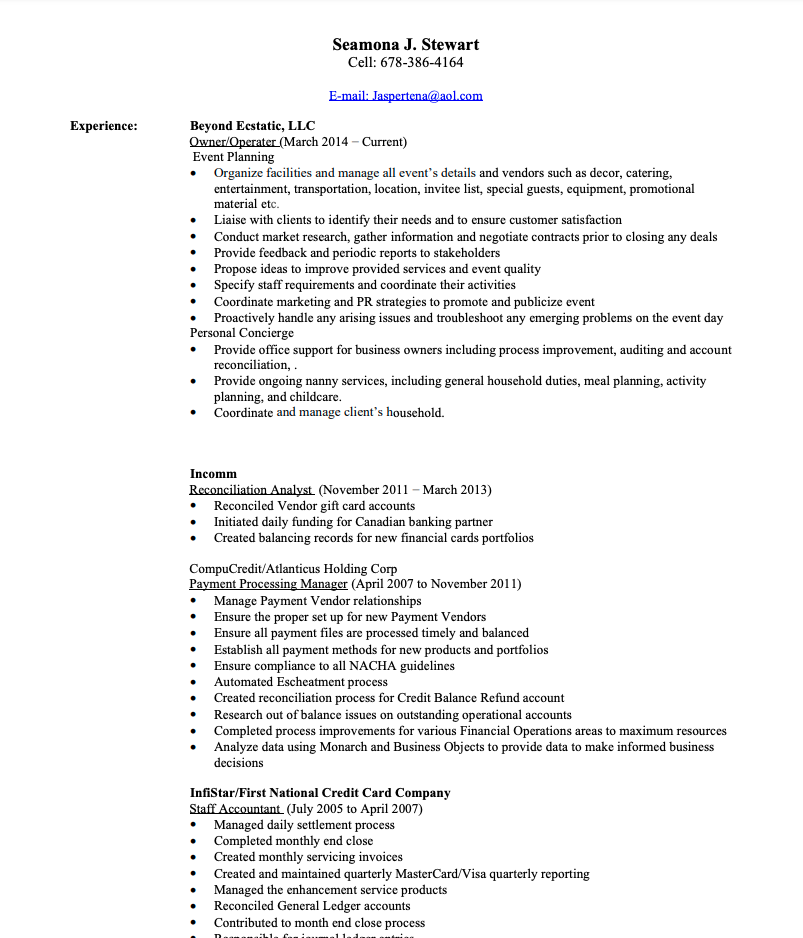 Seamona J. Stewart
Cell: 678-386-4164
E-mail: Jaspertena@aol.com
Experience: Beyond Ecstatic, LLC
Owner/Operater (March 2014 – Current)
Event Planning
• Organize facilities and manage all event's details and vendors such as decor, catering,
entertainment, transportation, location, invitee list, special guests, equipment, promotional
material etc.
• Liaise with clients to identify their needs and to ensure customer satisfaction
• Conduct market research, gather information and negotiate contracts prior to closing any deals
• Provide feedback and periodic reports to stakeholders
• Propose ideas to improve provided services and event quality
• Specify staff requirements and coordinate their activities
• Coordinate marketing and PR strategies to promote and publicize event
• Proactively handle any arising issues and troubleshoot any emerging problems on the event day
Personal Concierge
• Provide office support for business owners including process improvement, auditing and account
reconciliation, .
• Provide ongoing nanny services, including general household duties, meal planning, activity
planning, and childcare.
• Coordinate and manage client's household.
Incomm
Reconciliation Analyst (November 2011 – March 2013)
• Reconciled Vendor gift card accounts
• Initiated daily funding for Canadian banking partner
• Created balancing records for new financial cards portfolios
CompuCredit/Atlanticus Holding Corp
Payment Processing Manager (April 2007 to November 2011)
• Manage Payment Vendor relationships
• Ensure the proper set up for new Payment Vendors
• Ensure all payment files are processed timely and balanced
• Establish all payment methods for new products and portfolios
• Ensure compliance to all NACHA guidelines
• Automated Escheatment process
• Created reconciliation process for Credit Balance Refund account
• Research out of balance issues on outstanding operational accounts
• Completed process improvements for various Financial Operations areas to maximum resources
• Analyze data using Monarch and Business Objects to provide data to make informed business
decisions
InfiStar/First National Credit Card Company
Staff Accountant (July 2005 to April 2007)
• Managed daily settlement process
• Completed monthly end close
• Created monthly servicing invoices
• Created and maintained quarterly MasterCard/Visa quarterly reporting
• Managed the enhancement service products
• Reconciled General Ledger accounts
• Contributed to month end close process
• Responsible for journal ledger entries